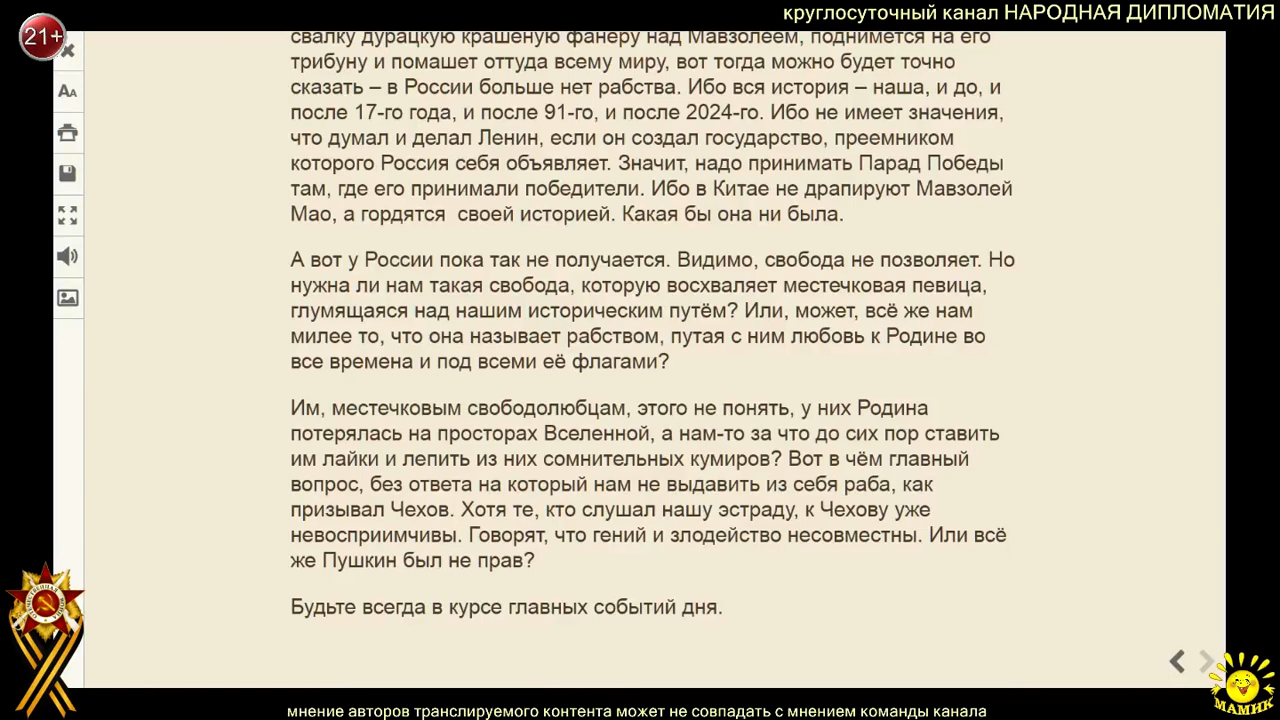 круглосуточный канал НАРОДНАЯ ДИПЛОМАТИЯ
21+
свалку дурацкую крашеную фанеру над Мавзолеем, поднимется на его
трибуну и помашет оттуда всему миру, вот тогда можно будет точно
сказать – в России больше нет рабства. Ибо вся история – наша, и до, и
после 17-го года, и после 91-го, и после 2024-го. Ибо не имеет значения,
что думал и делал Ленин, если он создал государство, преемником
которого Россия себя объявляет. Значит, надо принимать Парад Победы
там, где его принимали победители. Ибо в Китае не драпируют Мавзолей
Мао, а гордятся  своей историей. Какая бы она ни была.
А вот у России пока так не получается. Видимо, свобода не позволяет. Но
нужна ли нам такая свобода, которую восхваляет местечковая певица,
глумящаяся над нашим историческим путём? Или, может, всё же нам
милее то, что она называет рабством, путая с ним любовь к Родине во
все времена и под всеми её флагами?
Им, местечковым свободолюбцам, этого не понять, у них Родина
потерялась на просторах Вселенной, а нам-то за что до сих пор ставить
им лайки и лепить из них сомнительных кумиров? Вот в чём главный
вопрос, без ответа на который нам не выдавить из себя раба, как
призывал Чехов. Хотя те, кто слушал нашу эстраду, к Чехову уже
невосприимчивы. Говорят, что гений и злодейство несовместны. Или всё
же Пушкин был не прав?
Будьте всегда в курсе главных событий дня.
МАМИК
мнение авторов транслируемого контента может не совпадать с мнением команды канала